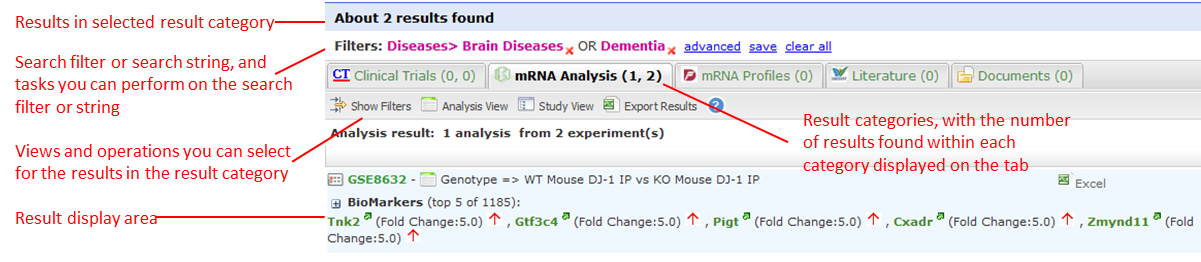 Results in selected result category
About 2 results found
Search filter or search string, and
tasks you can perform on the search
filter or string
Filters: Diseases> Brain Diseases OR Dementia advanced save clear all
CT Clinical Trials (0, 0) mRNA Analysis (1, 2) P mRNA Profiles (0) Literature (0) Documents (0)
Show Filters Analysis View Study View Export Results ?
Analysis result: 1 analysis from 2 experiment(s)
Result categories, with the number
of results found within each
category displayed on the tab
Views and operations you can select
for the results in the result category
GSE8632 - Genotype => WT Mouse DJ-1 IP vs KO Mouse DJ-1 IP Excel
BioMarkers (top 5 of 1185):
Result display area
Tnk2 (Fold Change:5.0) , Gtf3c4 (Fold Change:5.0) , Pigt (Fold Change:5.0) , Cxadr (Fold Change:5.0) , Zmynd11 (Fold
Change:5.0)